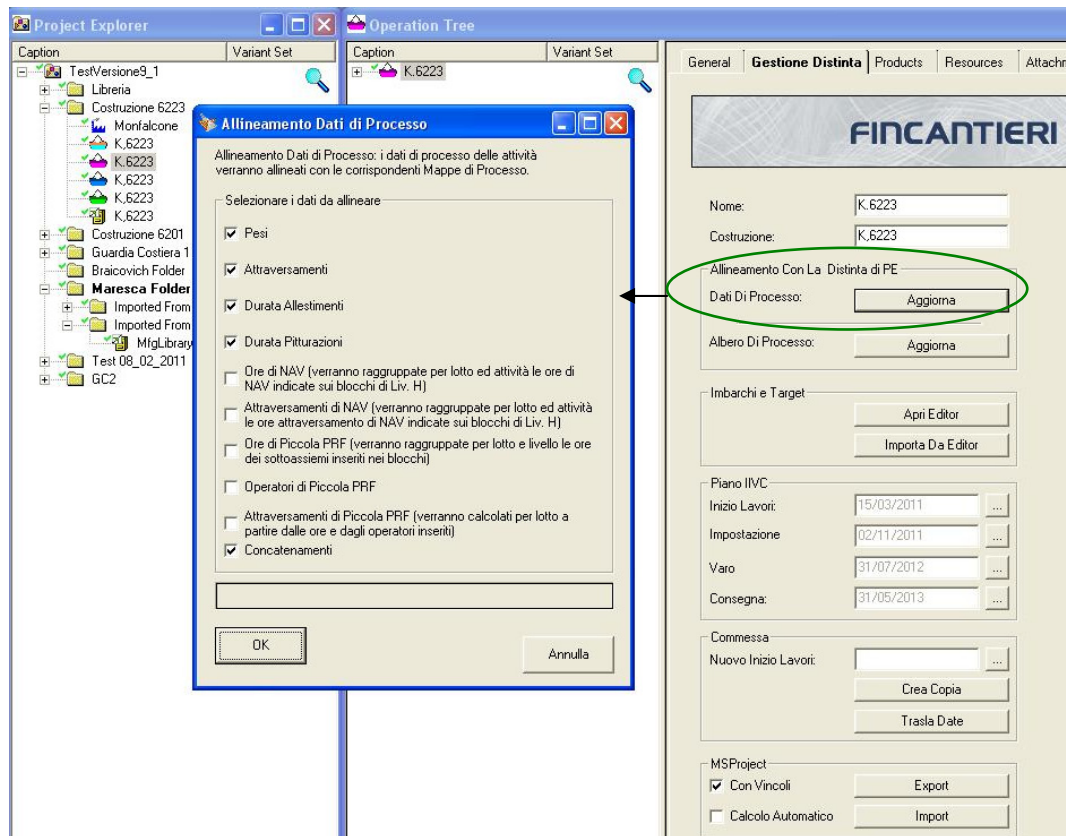 Project Explorer
Caption Variant Set
TestVersione9_1
Libreria
Costruzione 6223
Monfalcone
K,6223
K.6223
K,6223
K,6223
K,6223
Costruzione 6201
Guardia Costiera 1
Braicovich Folder
Maresca Folder
Imported From
Imported From
MfgLibrary
Test 08_02_2011
GC2
Operation Tree
Caption Variant Set
K.6223
Allineamento Dati di Processo
Allineamento Dati di Processo: i dati di processo delle attività
verranno allineati con le corrispondenti Mappe di Processo.
Selezionare i dati da allineare
Pesi
Attraversamenti
Durata Allestimenti
Durata Pitturazioni
Ore di NAV (verranno raggruppate per lotto ed attività le ore di
NAV indicate sui blocchi di Liv. H)
Attraversamenti di NAV (verranno raggruppate per lotto ed attività
le ore attraversamento di NAV indicate sui blocchi di Liv. H)
Ore di Piccola PRF (verranno raggruppate per lotto e livello le ore
dei sottoassiemi inseriti nei blocchi)
Operatori di Piccola PRF
Attraversamenti di Piccola PRF (verranno calcolati per lotto a
partire dalle ore e dagli operatori inseriti)
Concatenamenti
OK Annulla
General Gestione Distinta Products Resources Attachm
FINCANTIERI
Nome: K.6223
Costruzione: K,6223
Allineamento Con La Distinta di PE
Dati Di Processo: Aggiorna
Albero Di Processo: Aggiorna
Imbarchi e Target
Apri Editor
Importa Da Editor
Piano IIVC
Inizio Lavori: 15/03/2011 ...
Impostazione 02/11/2011 ...
Varo 31/07/2012 ...
Consegna: 31/05/2013 ...
Commessa
Nuovo Inizio Lavori: ...
Crea Copia
Trasla Date
MSProject
Con Vincoli Export
Calcolo Automatico Import